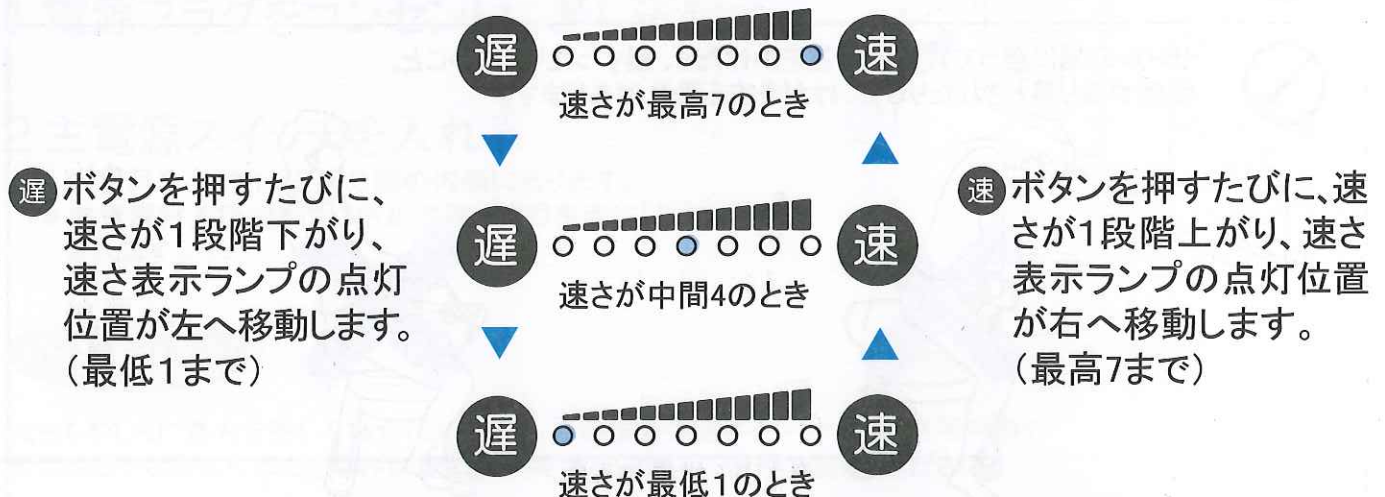 遅 速
速さが最高7のとき
遅 ボタンを押すたびに、
速さが1段階下がり、
速さ表示ランプの点灯
位置が左へ移動します。
(最低1まで)
遅 速
速さが中間4のとき
速 ボタンを押すたびに、速
さが1段階上がり、速さ
表示ランプの点灯位置
が右へ移動します。
(最高7まで)
遅 速
速さが最低1のとき